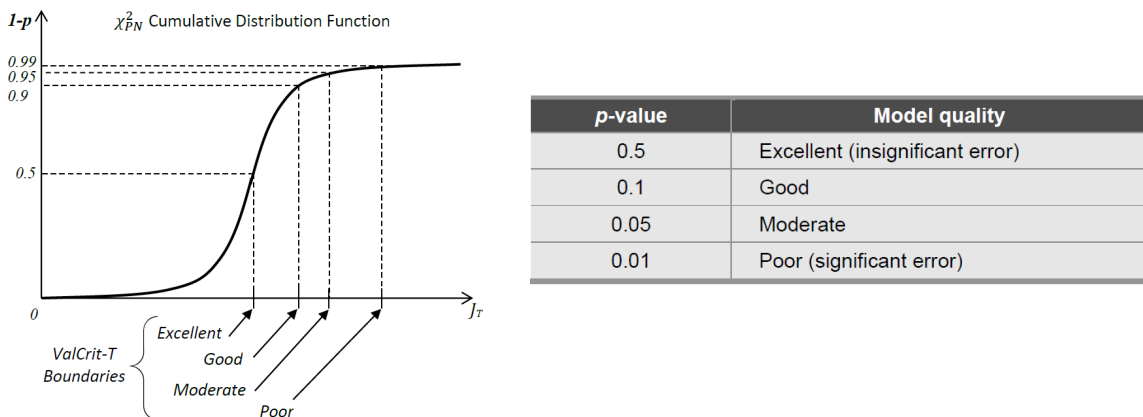 1-p
χ²_PN Cumulative Distribution Function
0.99
0.95
0.9
0.5
0
J_T
Excellent
ValCrit-T
Boundaries
Good
Moderate
Poor
p-value Model quality
0.5 Excellent (insignificant error)
0.1 Good
0.05 Moderate
0.01 Poor (significant error)